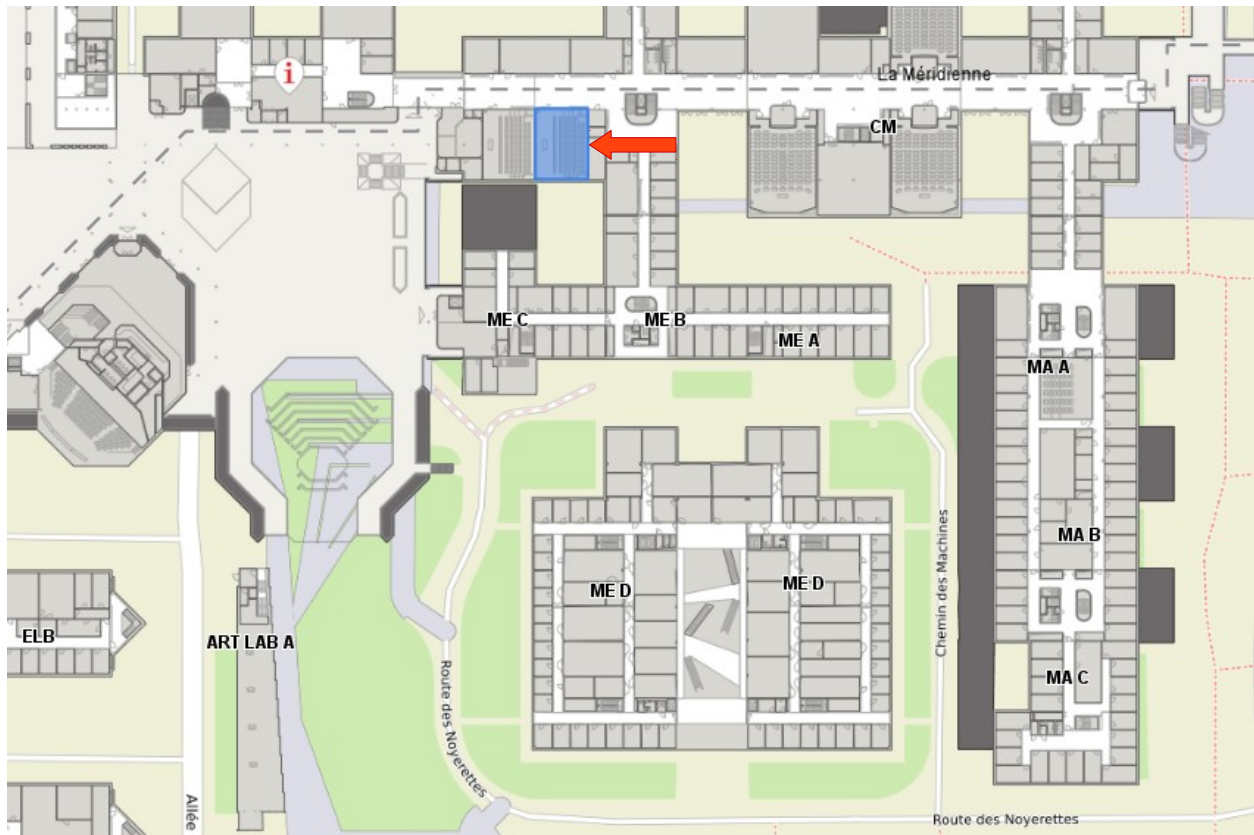 i
La Méridienne
CM
ME C
ME B
ME A
MA A
Chemin des Machines
MA B
ME D
ME D
ELB
ART LAB A
MA C
Route des Noyerettes
Allée
Route des Noyerettes